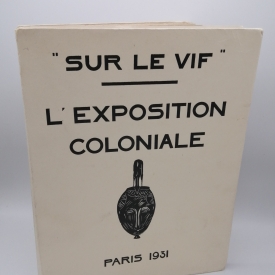 "SUR LE VIF"
L'EXPOSITION
COLONIALE
PARIS 1931